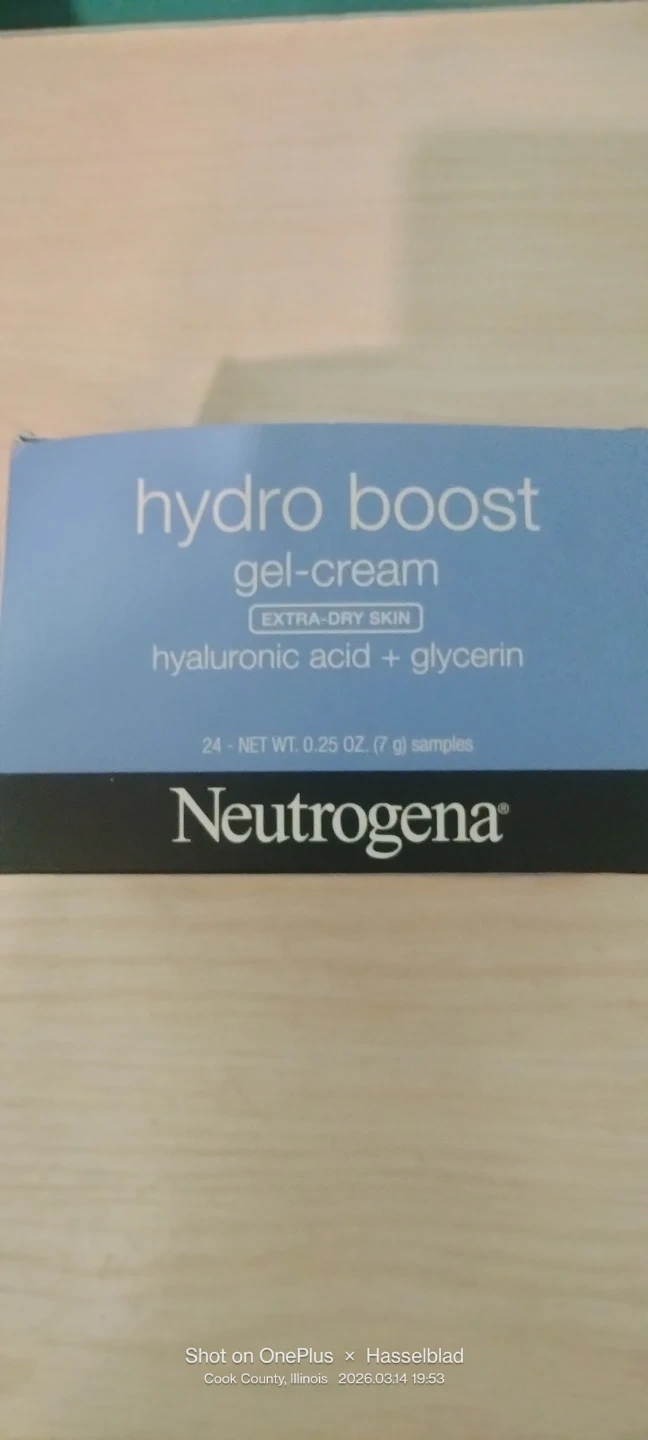 hydro boost
gel-cream
EXTRA-DRY SKIN
hyaluronic acid + glycerin
24 - NET WT. 0.25 OZ. (7 g) samples
Neutrogena®
Shot on OnePlus × Hasselblad
Cook County, Illinois 2026.03.14 19:53